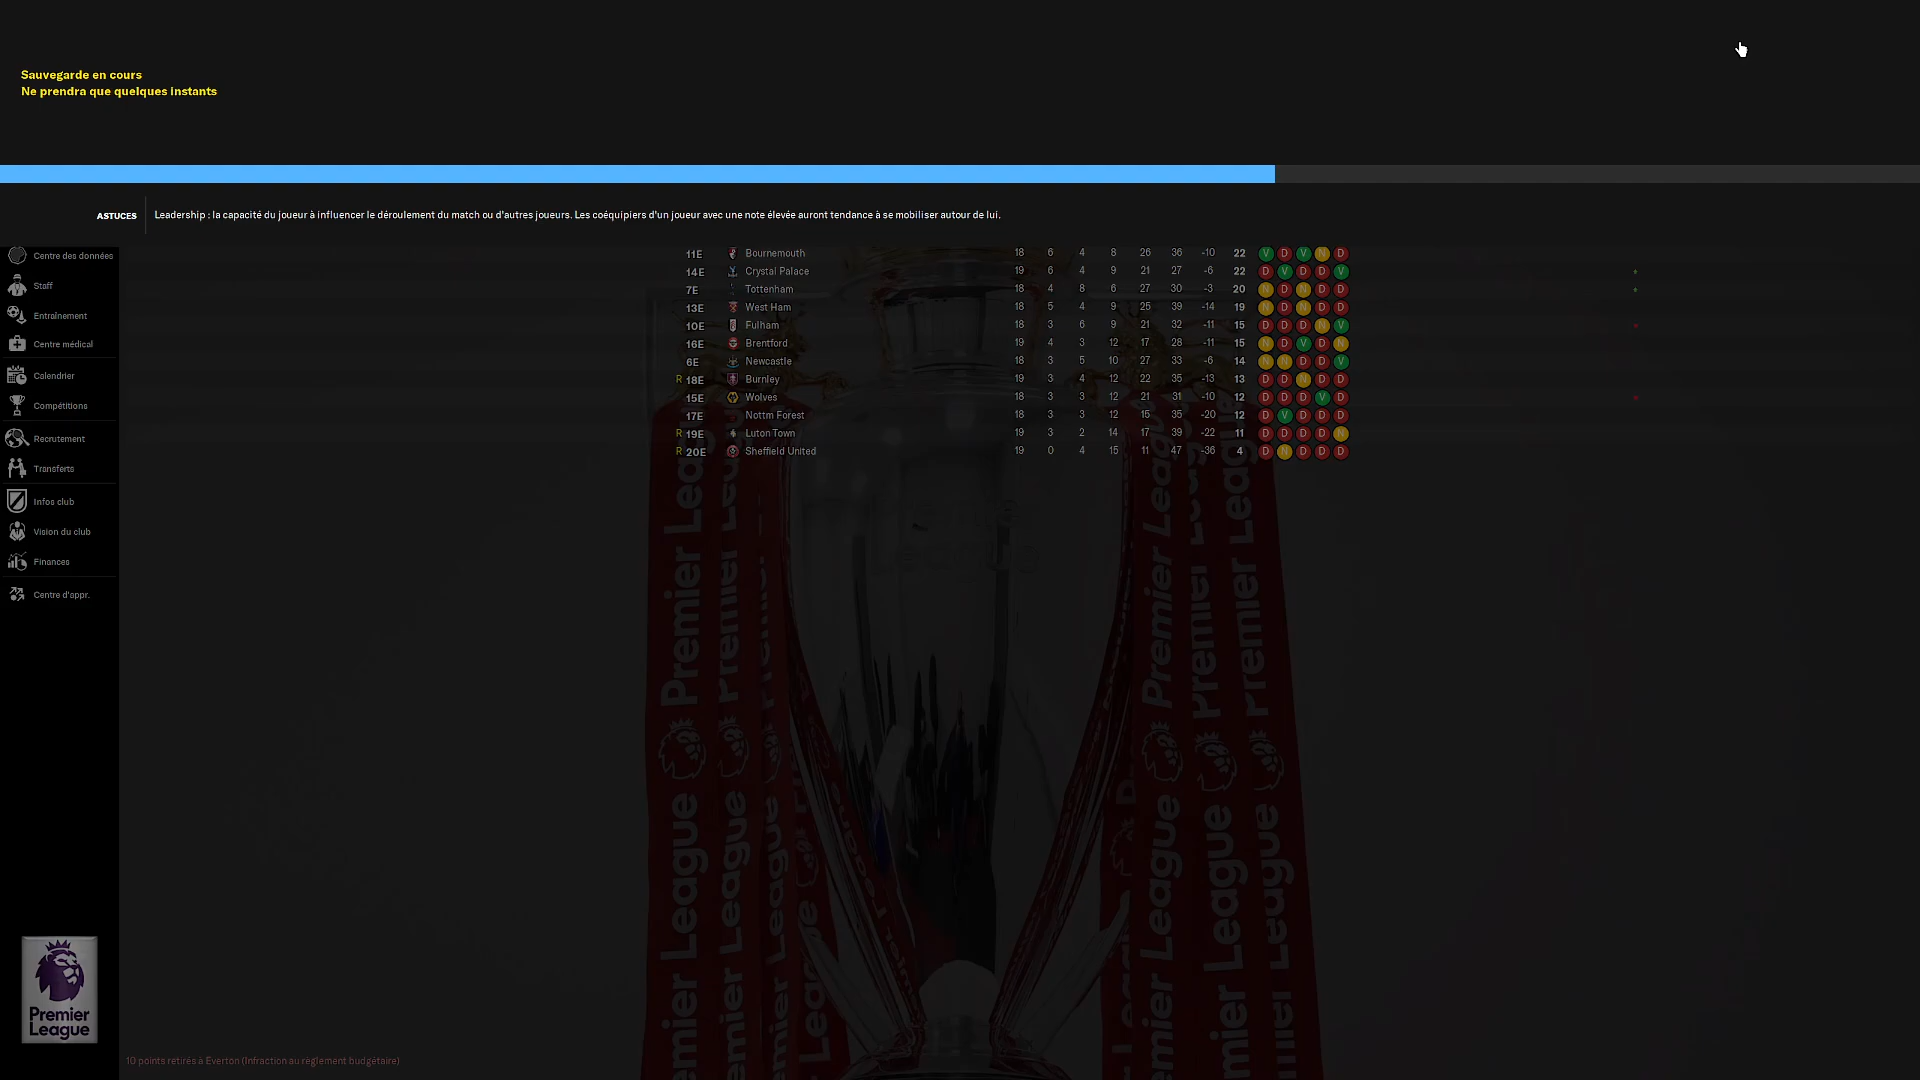 Sauvegarde en cours
Ne prendra que quelques instants
ASTUCES Leadership : la capacité du joueur à influencer le déroulement du match ou d'autres joueurs. Les coéquipiers d'un joueur avec une note élevée auront tendance à se mobiliser autour de lui.
Centre des données
Staff
Entraînement
Centre médical
Calendrier
Compétitions
Recrutement
Transferts
Infos club
Vision du club
Finances
Centre d'appr.
11E Bournemouth 18 6 4 8 26 36 -10 22 V D V N D
14E Crystal Palace 19 6 4 9 21 27 -6 22 D V D D V
7E Tottenham 18 4 8 6 27 30 -3 20 N D N D D
13E West Ham 18 5 4 9 25 39 -14 19 N D N D D
10E Fulham 18 3 6 9 21 32 -11 15 D D D N V
16E Brentford 19 4 3 12 17 28 -11 15 N D V D N
6E Newcastle 18 3 5 10 27 33 -6 14 N N D D V
R 18E Burnley 19 3 4 12 22 35 -13 13 D D N D D
15E Wolves 18 3 3 12 21 31 -10 12 D D D V D
17E Nottm Forest 18 3 3 12 15 35 -20 12 D V D D D
R 19E Luton Town 19 3 2 14 17 39 -22 11 D D D D N
R 20E Sheffield United 19 0 4 15 11 47 -36 4 D N D D D
Premier League
Premier League
Premier League
Premier League
Premier
League
10 points retirés à Everton (Infraction au règlement budgétaire)